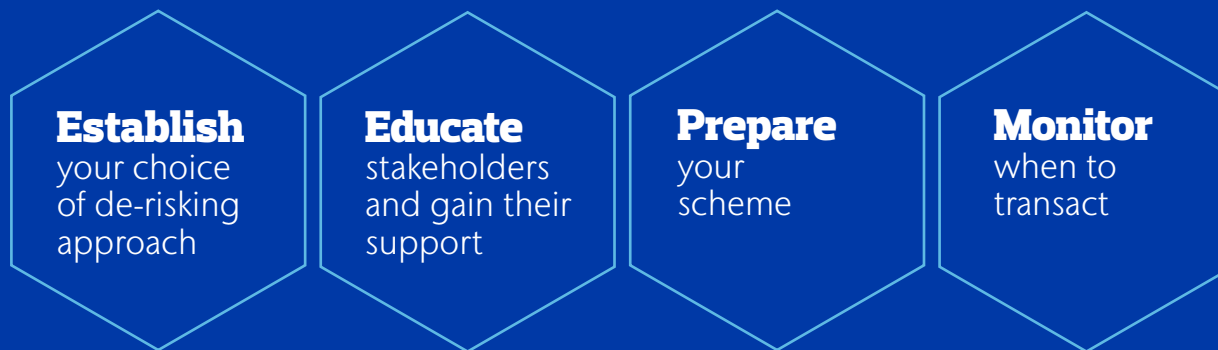 Establish
your choice
of de-risking
approach
Educate
stakeholders
and gain their
support
Prepare
your
scheme
Monitor
when to
transact